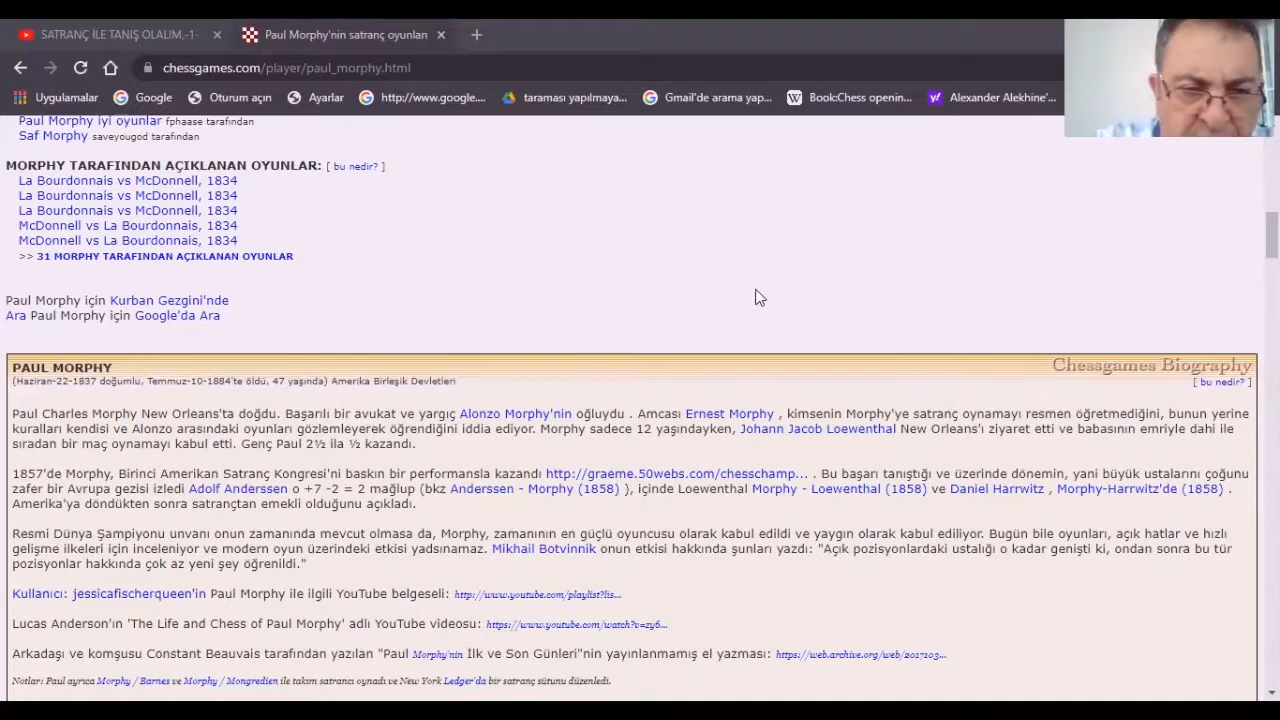 SATRANÇ İLE TANIŞ OLALIM,-1-
Paul Morphy'nin satranç oyunları
chessgames.com/player/paul_morphy.html
Uygulamalar
Google
Oturum açın
Ayarlar
http://www.google....
taraması yapılmaya...
Gmail'de arama yap...
Book:Chess openin...
Alexander Alekhine'...
Paul Morphy iyi oyunlar fphaase tarafından
Saf Morphy saveyougod tarafından
MORPHY TARAFINDAN AÇIKLANAN OYUNLAR: [ bu nedir? ]
La Bourdonnais vs McDonnell, 1834
La Bourdonnais vs McDonnell, 1834
La Bourdonnais vs McDonnell, 1834
McDonnell vs La Bourdonnais, 1834
McDonnell vs La Bourdonnais, 1834
>> 31 MORPHY TARAFINDAN AÇIKLANAN OYUNLAR
Paul Morphy için Kurban Gezgini'nde
Ara Paul Morphy için Google'da Ara
PAUL MORPHY
Chessgames Biography
(Haziran-22-1837 doğumlu, Temmuz-10-1884'te öldü, 47 yaşında) Amerika Birleşik Devletleri
[ bu nedir? ]
Paul Charles Morphy New Orleans'ta doğdu. Başarılı bir avukat ve yargıç Alonzo Morphy'nin oğluydu . Amcası Ernest Morphy , kimsenin Morphy'ye satranç oynamayı resmen öğretmediğini, bunun yerine
kuralları kendisi ve Alonzo arasındaki oyunları gözlemleyerek öğrendiğini iddia ediyor. Morphy sadece 12 yaşındayken, Johann Jacob Loewenthal New Orleans'ı ziyaret etti ve babasının emriyle dahi ile
sıradan bir maç oynamayı kabul etti. Genç Paul 2½ ila ½ kazandı.
1857'de Morphy, Birinci Amerikan Satranç Kongresi'ni baskın bir performansla kazandı http://graeme.50webs.com/chesschamp... . Bu başarı tanıştığı ve üzerinde dönemin, yani büyük ustalarını çoğunu
zafer bir Avrupa gezisi izledi Adolf Anderssen o +7 -2 = 2 mağlup (bkz Anderssen - Morphy (1858) ), içinde Loewenthal Morphy - Loewenthal (1858) ve Daniel Harrwitz , Morphy-Harrwitz'de (1858) .
Amerika'ya döndükten sonra satrançtan emekli olduğunu açıkladı.
Resmi Dünya Şampiyonu unvanı onun zamanında mevcut olmasa da, Morphy, zamanının en güçlü oyuncusu olarak kabul edildi ve yaygın olarak kabul ediliyor. Bugün bile oyunları, açık hatlar ve hızlı
gelişme ilkeleri için inceleniyor ve modern oyun üzerindeki etkisi yadsınamaz. Mikhail Botvinnik onun etkisi hakkında şunları yazdı: "Açık pozisyonlardaki ustalığı o kadar genişti ki, ondan sonra bu tür
pozisyonlar hakkında çok az yeni şey öğrenildi."
Kullanıcı: jessicafischerqueen'in Paul Morphy ile ilgili YouTube belgeseli: http://www.youtube.com/playlist?lis...
Lucas Anderson'ın 'The Life and Chess of Paul Morphy' adlı YouTube videosu: https://www.youtube.com/watch?v=zy6...
Arkadaşı ve komşusu Constant Beauvais tarafından yazılan "Paul Morphy'nin İlk ve Son Günleri"nin yayınlanmamış el yazması: https://web.archive.org/web/2017103...
Notlar: Paul ayrıca Morphy / Barnes ve Morphy / Mongredien ile takım satrancı oynadı ve New York Ledger'da bir satranç sütunu düzenledi.